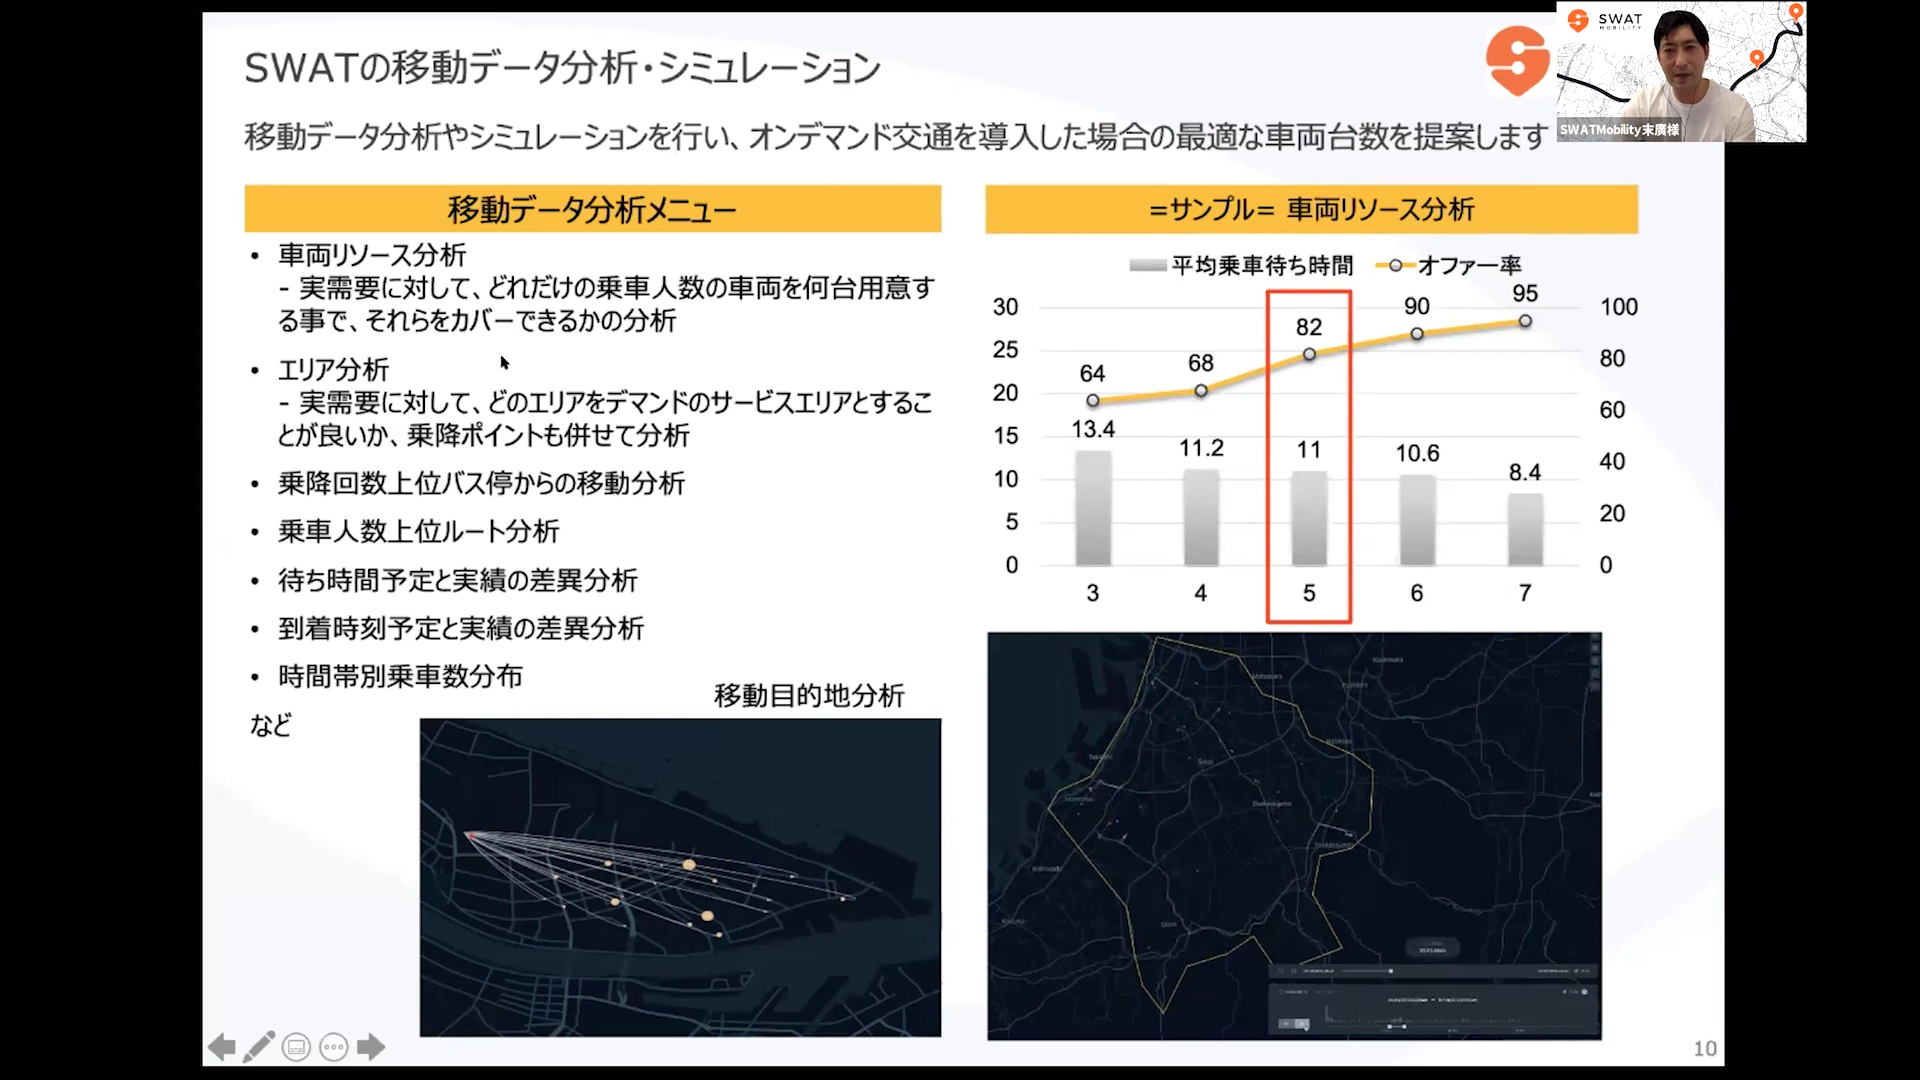 SWATの移動データ分析・シミュレーション
SWAT
MOBILITY
SWATMobility末廣様
移動データ分析やシミュレーションを行い、オンデマンド交通を導入した場合の最適な車両台数を提案します
移動データ分析メニュー
• 車両リソース分析
- 実需要に対して、どれだけの乗車人数の車両を何台用意す
る事で、それらをカバーできるかの分析
• エリア分析
- 実需要に対して、どのエリアをデマンドのサービスエリアとするこ
とが良いか、乗降ポイントも併せて分析
• 乗降回数上位バス停からの移動分析
• 乗車人数上位ルート分析
• 待ち時間予定と実績の差異分析
• 到着時刻予定と実績の差異分析
• 時間帯別乗車数分布
など
移動目的地分析
=サンプル= 車両リソース分析
平均乗車待ち時間 オファー率
30
25
20
15
10
5
0
64 68 82 90 95
13.4 11.2 11 10.6 8.4
3 4 5 6 7
100
80
60
40
20
0
Sakai
10